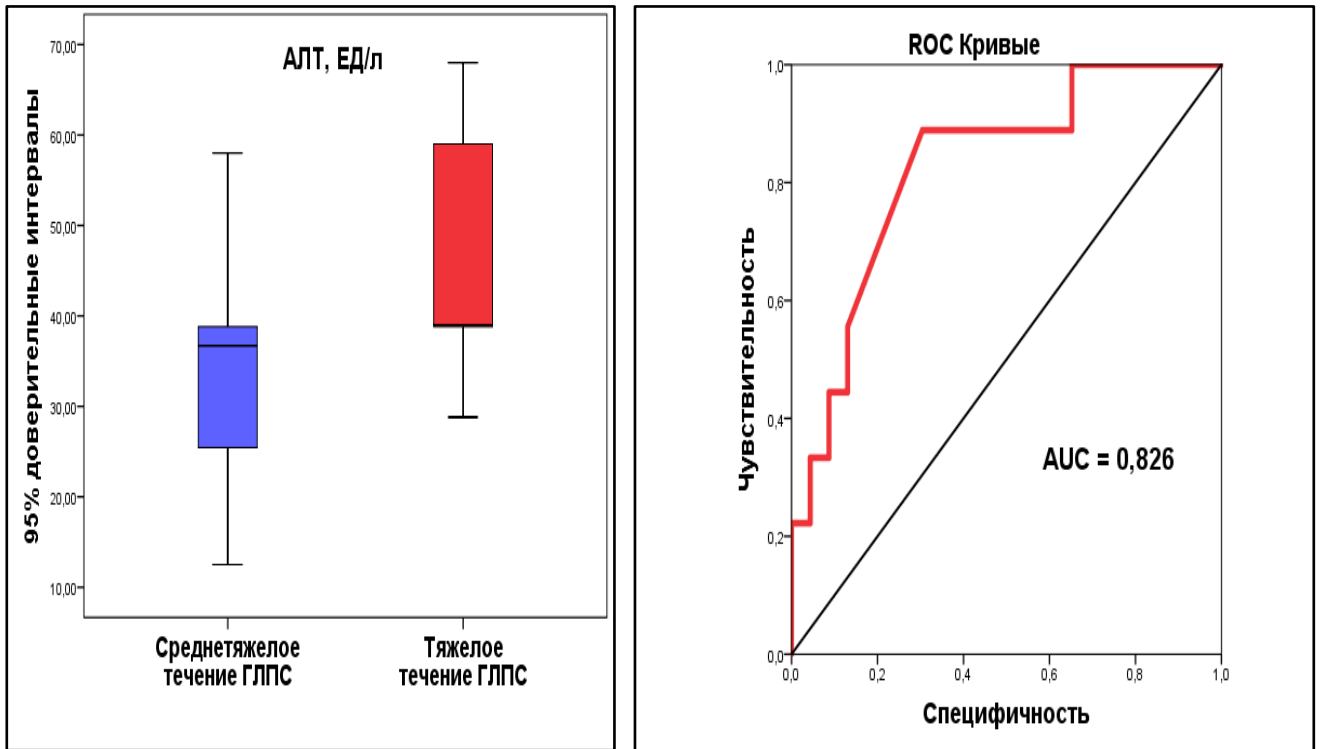 АЛТ, ЕД/л
95% доверительные интервалы
70,00
60,00
50,00
40,00
30,00
20,00
10,00
Среднетяжелое
течение ГЛПС
Тяжелое
течение ГЛПС
ROC Кривые
Чувствительность
1,0
0,8
0,6
0,4
0,2
0,0
AUC = 0,826
0,0
0,2
0,4
0,6
0,8
1,0
Специфичность